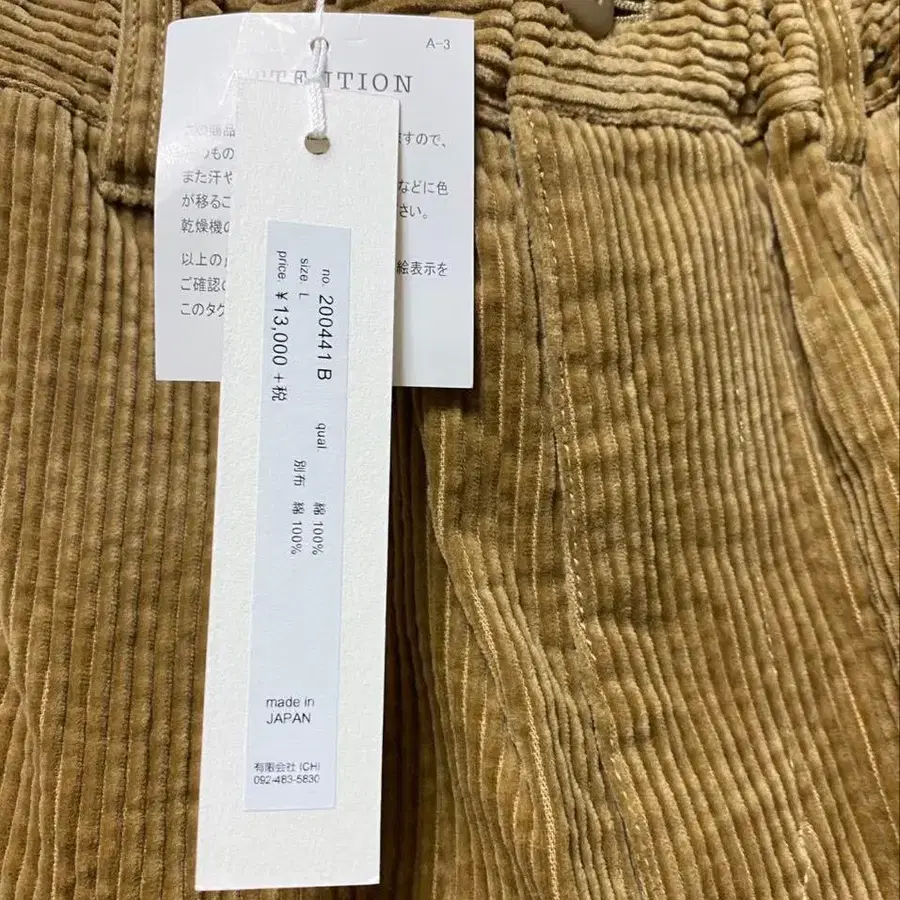 A-3
TENTION
この商品
ますので、
のもの
また汗や
などに色
が移るこ
さい。
乾燥機の
以上の
絵表示を
ご確認の
このタグ
no. 200441 B
size. L
price. ¥13,000 +税
qual. 綿 100%
別布 綿 100%
made in
JAPAN
有限会社 ICHI
092-483-5830